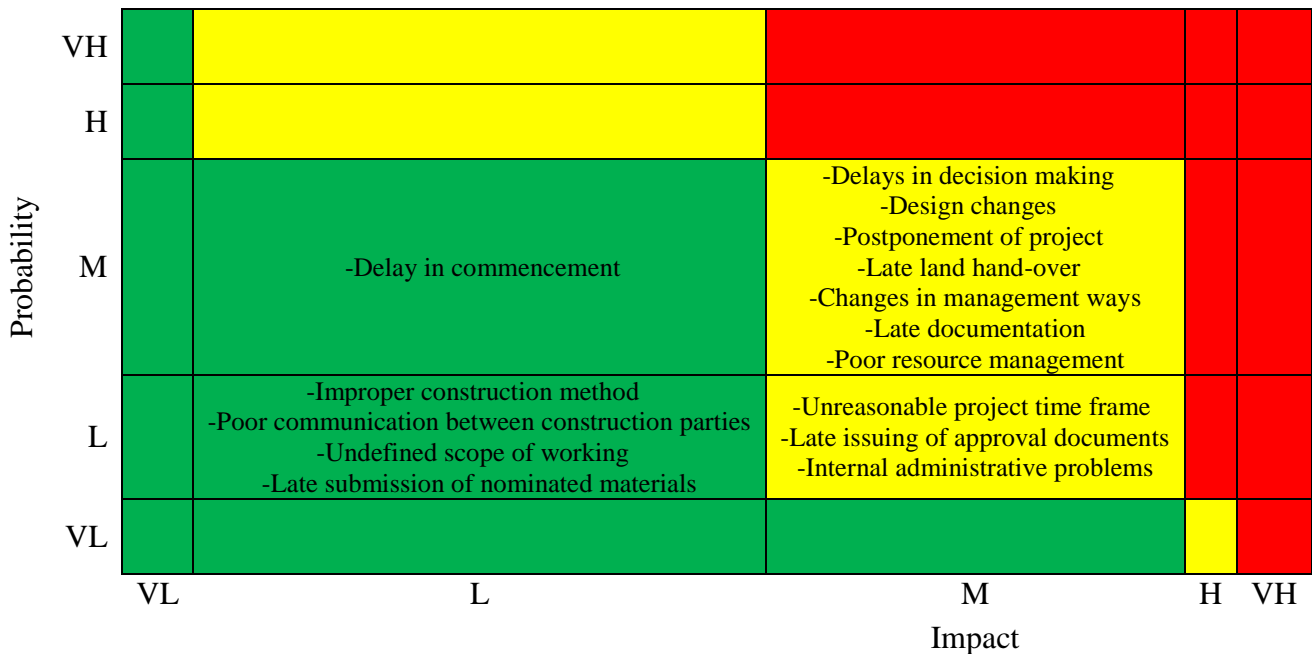 VH
H
Probability
M
-Delay in commencement
-Delays in decision making
-Design changes
-Postponement of project
-Late land hand-over
-Changes in management ways
-Late documentation
-Poor resource management
L
-Improper construction method
-Poor communication between construction parties
-Undefined scope of working
-Late submission of nominated materials
-Unreasonable project time frame
-Late issuing of approval documents
-Internal administrative problems
VL
VL L M H VH
Impact